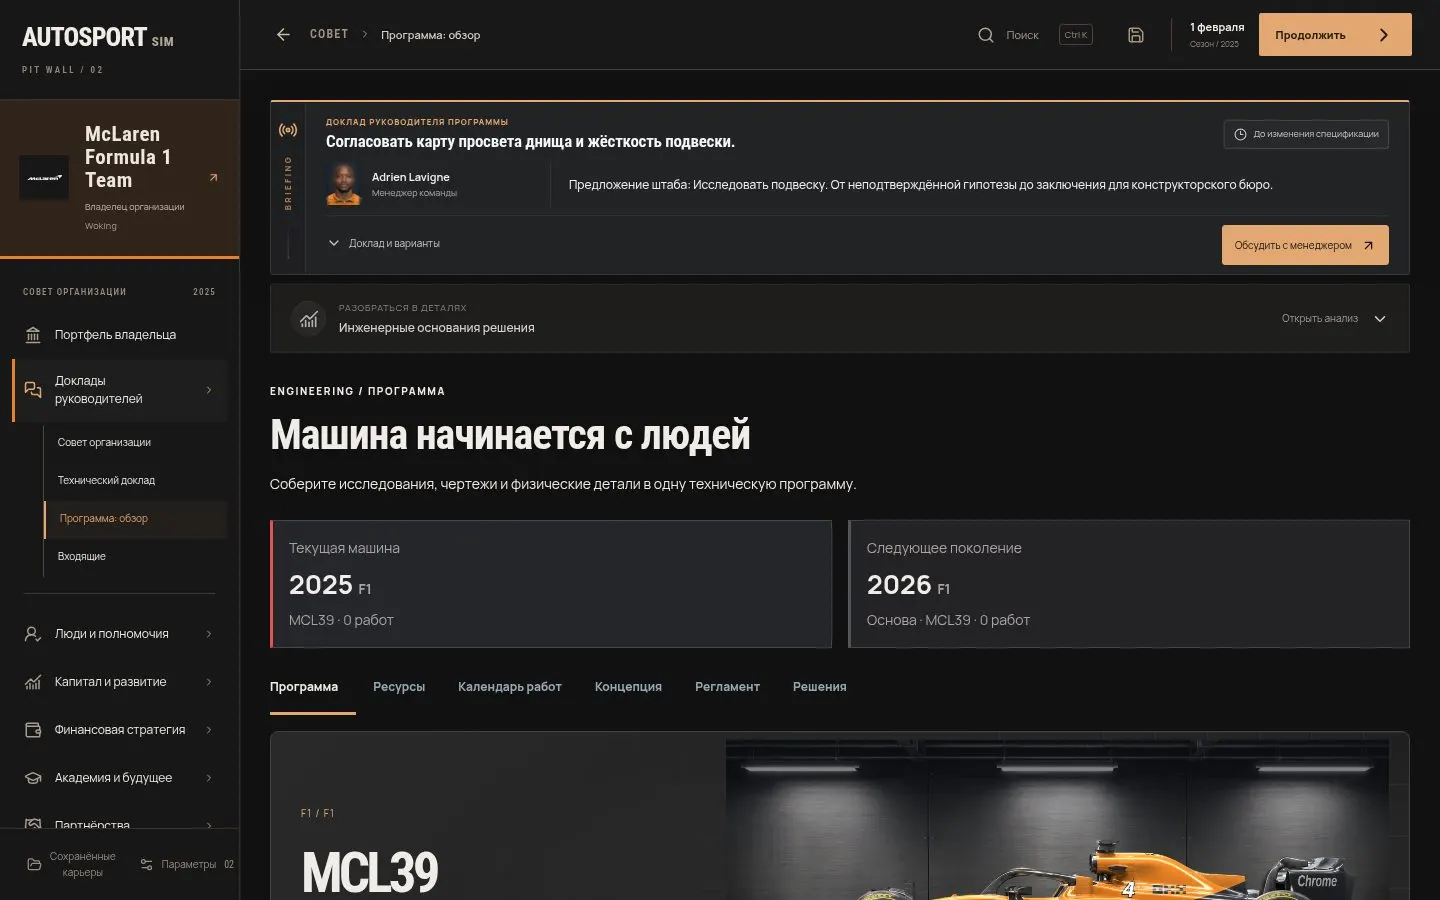 AUTOSPORT SIM
PIT WALL / 02
McLaren
McLaren
Formula 1
Team
Владелец организации
Woking
СОВЕТ ОРГАНИЗАЦИИ 2025
Портфель владельца
Доклады
руководителей
Совет организации
Технический доклад
Программа: обзор
Входящие
Люди и полномочия
Капитал и развитие
Финансовая стратегия
Академия и будущее
Партнёрства
Сохранённые
карьеры
Параметры 02
СОВЕТ
Программа: обзор
Поиск
Ctrl K
1 февраля
Сезон / 2025
Продолжить
BRIEFING
ДОКЛАД РУКОВОДИТЕЛЯ ПРОГРАММЫ
Согласовать карту просвета днища и жёсткость подвески.
До изменения спецификации
Adrien Lavigne
Менеджер команды
Предложение штаба: Исследовать подвеску. От неподтверждённой гипотезы до заключения для конструкторского бюро.
Доклад и варианты
Обсудить с менеджером
РАЗОБРАТЬСЯ В ДЕТАЛЯХ
Инженерные основания решения
Открыть анализ
ENGINEERING / ПРОГРАММА
Машина начинается с людей
Соберите исследования, чертежи и физические детали в одну техническую программу.
Текущая машина
2025 F1
MCL39 · 0 работ
Следующее поколение
2026 F1
Основа · MCL39 · 0 работ
Программа Ресурсы Календарь работ Концепция Регламент Решения
F1 / F1
MCL39
4
Chrome